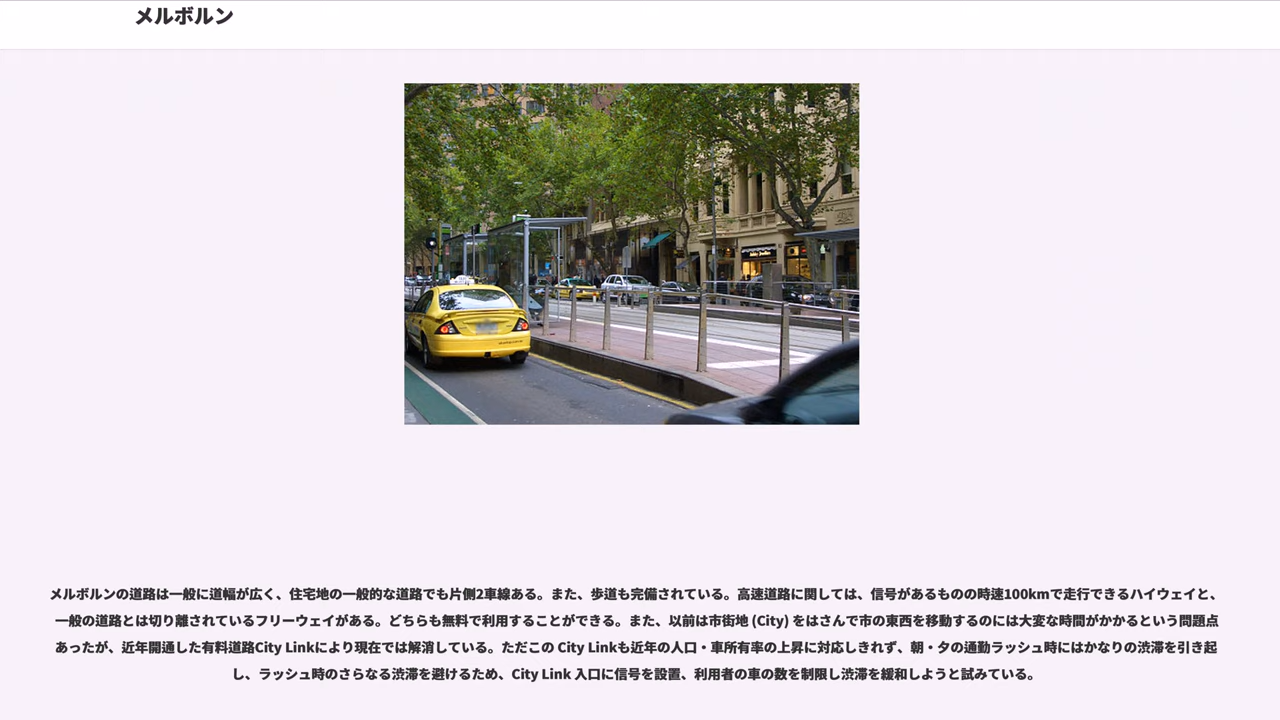 メルボルン
メルボルンの道路は一般に道幅が広く、住宅地の一般的な道路でも片側2車線ある。また、歩道も完備されている。高速道路に関しては、信号があるものの時速100kmで走行できるハイウェイと、
一般の道路とは切り離されているフリーウェイがある。どちらも無料で利用することができる。また、以前は市街地 (City) をはさんで市の東西を移動するのには大変な時間がかかるという問題点
あったが、近年開通した有料道路City Linkにより現在では解消している。ただこの City Linkも近年の人口・車所有率の上昇に対応しきれず、朝・夕の通勤ラッシュ時にはかなりの渋滞を引き起
し、ラッシュ時のさらなる渋滞を避けるため、City Link 入口に信号を設置、利用者の車の数を制限し渋滞を緩和しようと試みている。